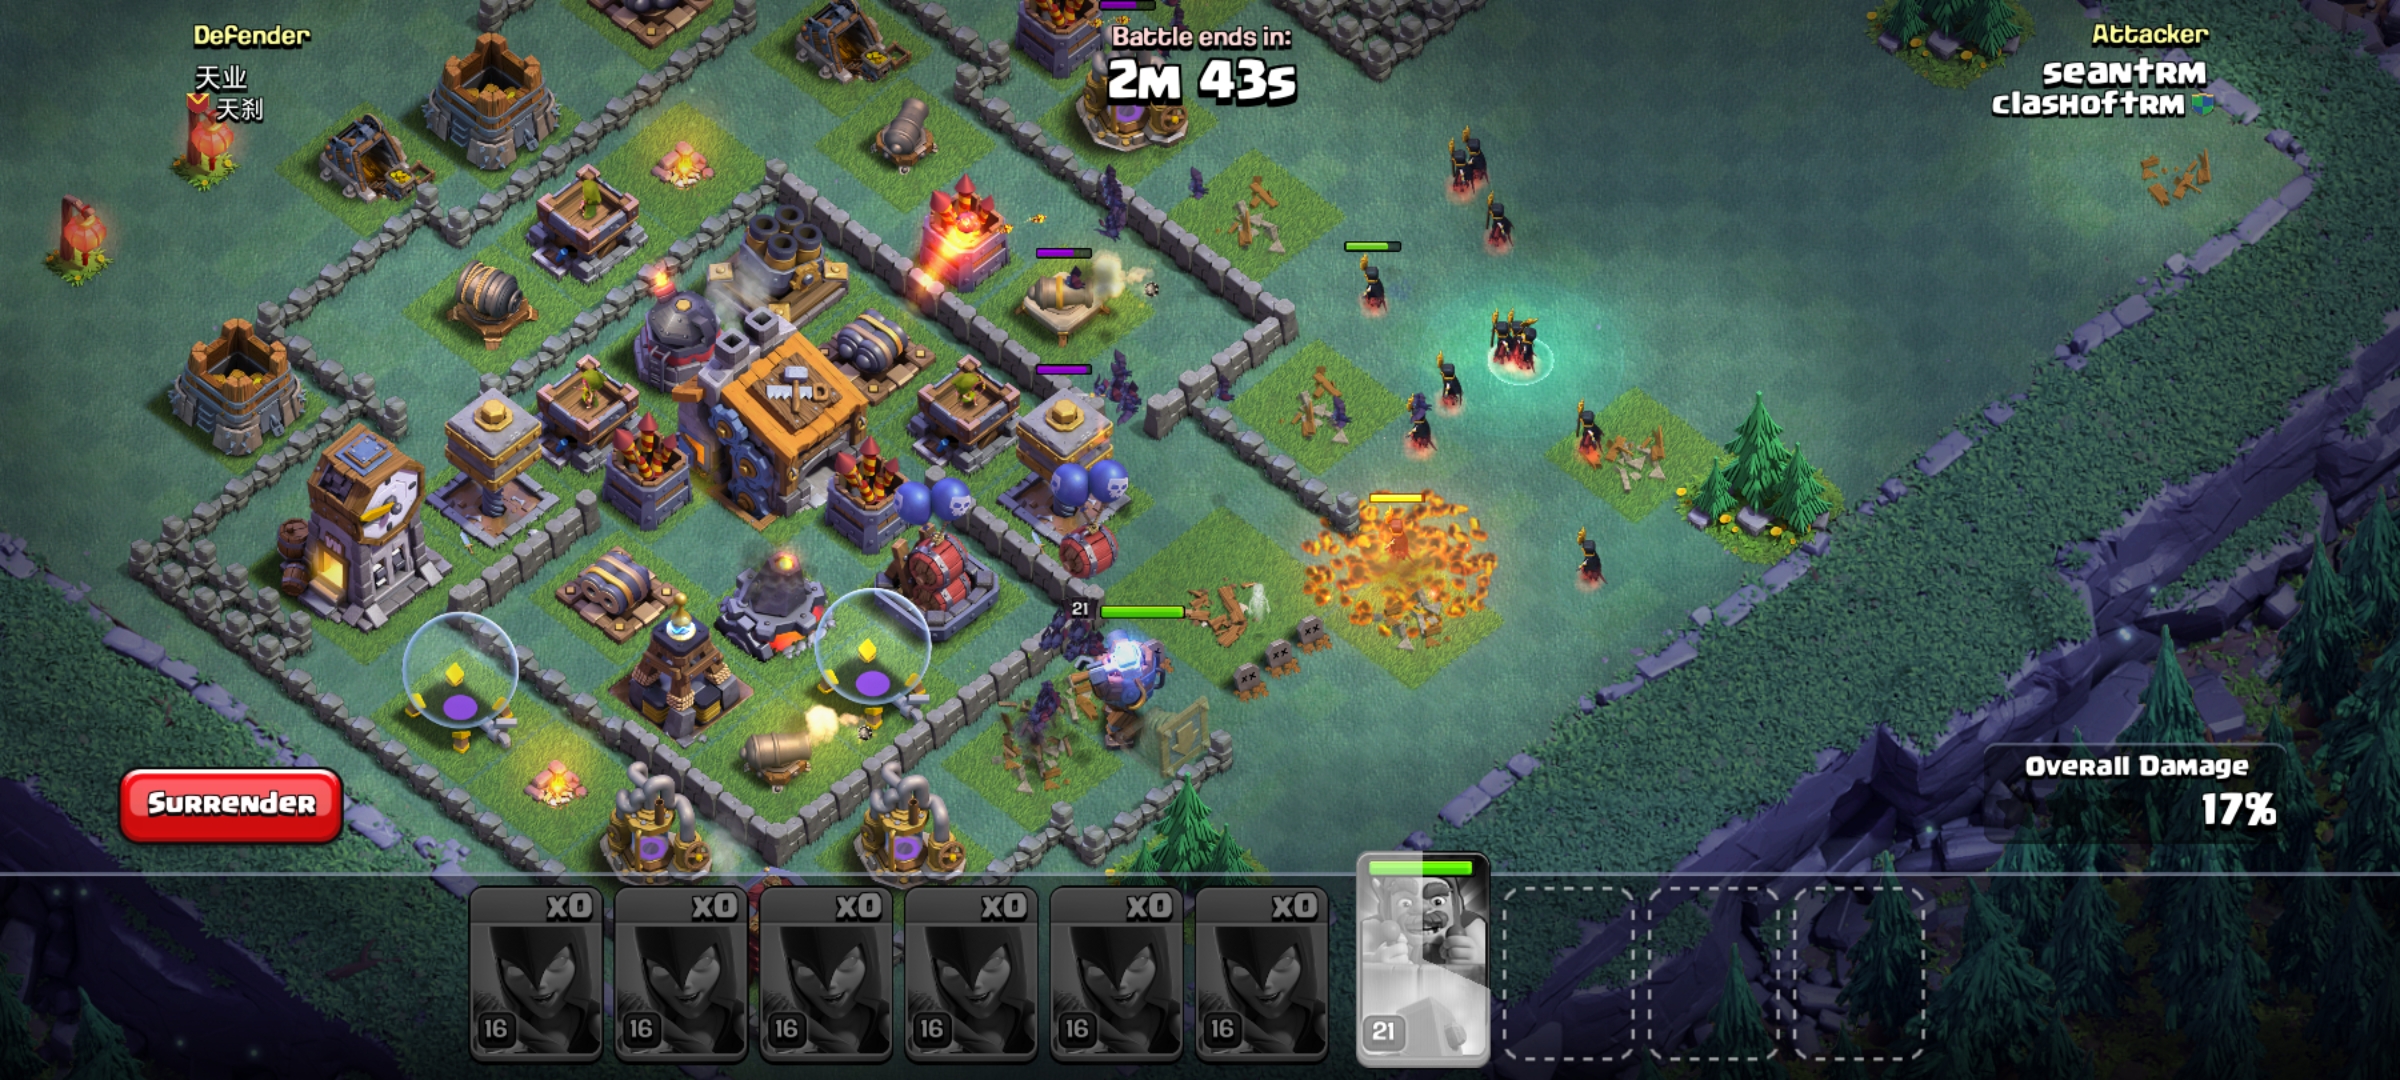 Defender
天业
天刹
Battle ends in:
2M 43s
Attacker
seantRM
clashoftRM
21
Surrender
Overall Damage
17%
x0 x0 x0 x0 x0 x0
16 16 16 16 16 16 21